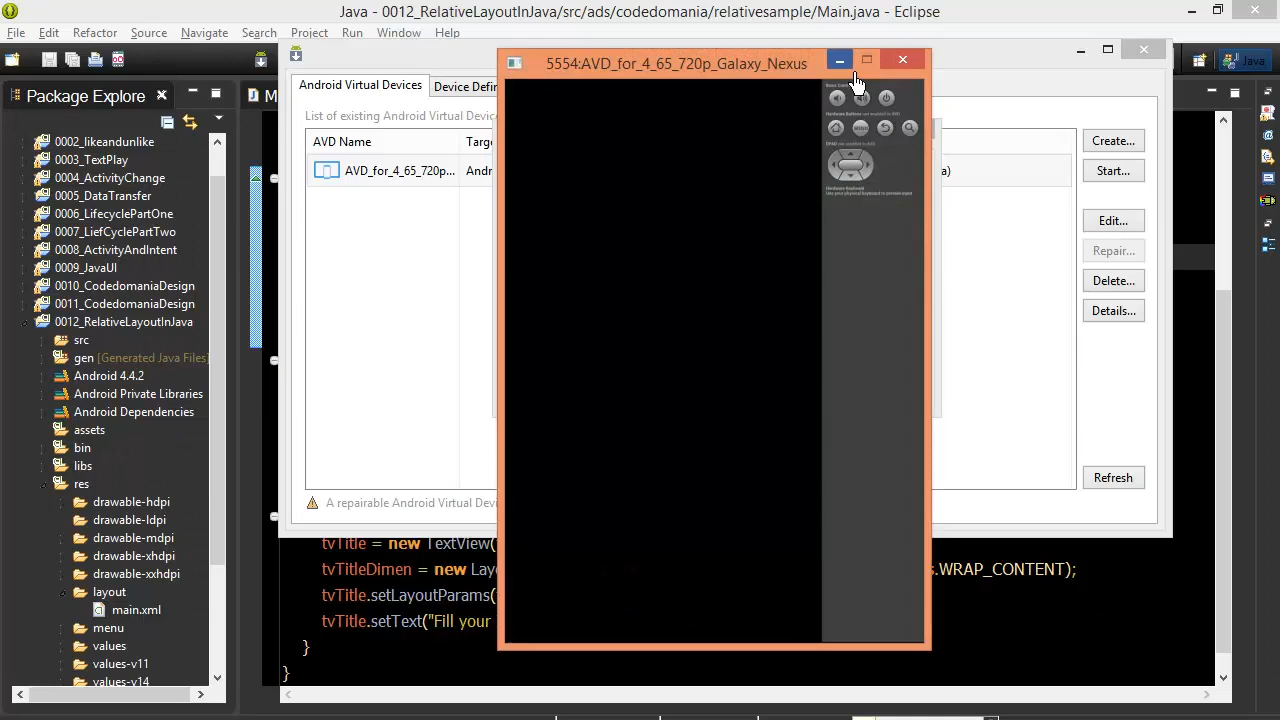 Java - 0012_RelativeLayoutInJava/src/ads/codedomania/relativesample/Main.java - Eclipse
File Edit Refactor Source Navigate Search Project Run Window Help
Java
Package Explore
0002_likeandunlike
0003_TextPlay
0004_ActivityChange
0005_DataTransfer
0006_LifecyclePartOne
0007_LiefCyclePartTwo
0008_ActivityAndIntent
0009_JavaUI
0010_CodedomaniaDesign
0011_CodedomaniaDesign
0012_RelativeLayoutInJava
src
gen [Generated Java Files]
Android 4.4.2
Android Private Libraries
Android Dependencies
assets
bin
libs
res
drawable-hdpi
drawable-ldpi
drawable-mdpi
drawable-xhdpi
drawable-xxhdpi
layout
main.xml
menu
values
values-v11
values-v14
M
Android Virtual Devices Device Defin
List of existing Android Virtual Device
AVD Name Targe
AVD_for_4_65_720p... Andr a)
A repairable Android Virtual Devi
Create...
Start...
Edit...
Repair...
Delete...
Details...
Refresh
5554:AVD_for_4_65_720p_Galaxy_Nexus
MENU
tvTitle = new TextView(
tvTitleDimen = new Lay s.WRAP_CONTENT);
tvTitle.setLayoutParams(
tvTitle.setText("Fill your
}
}